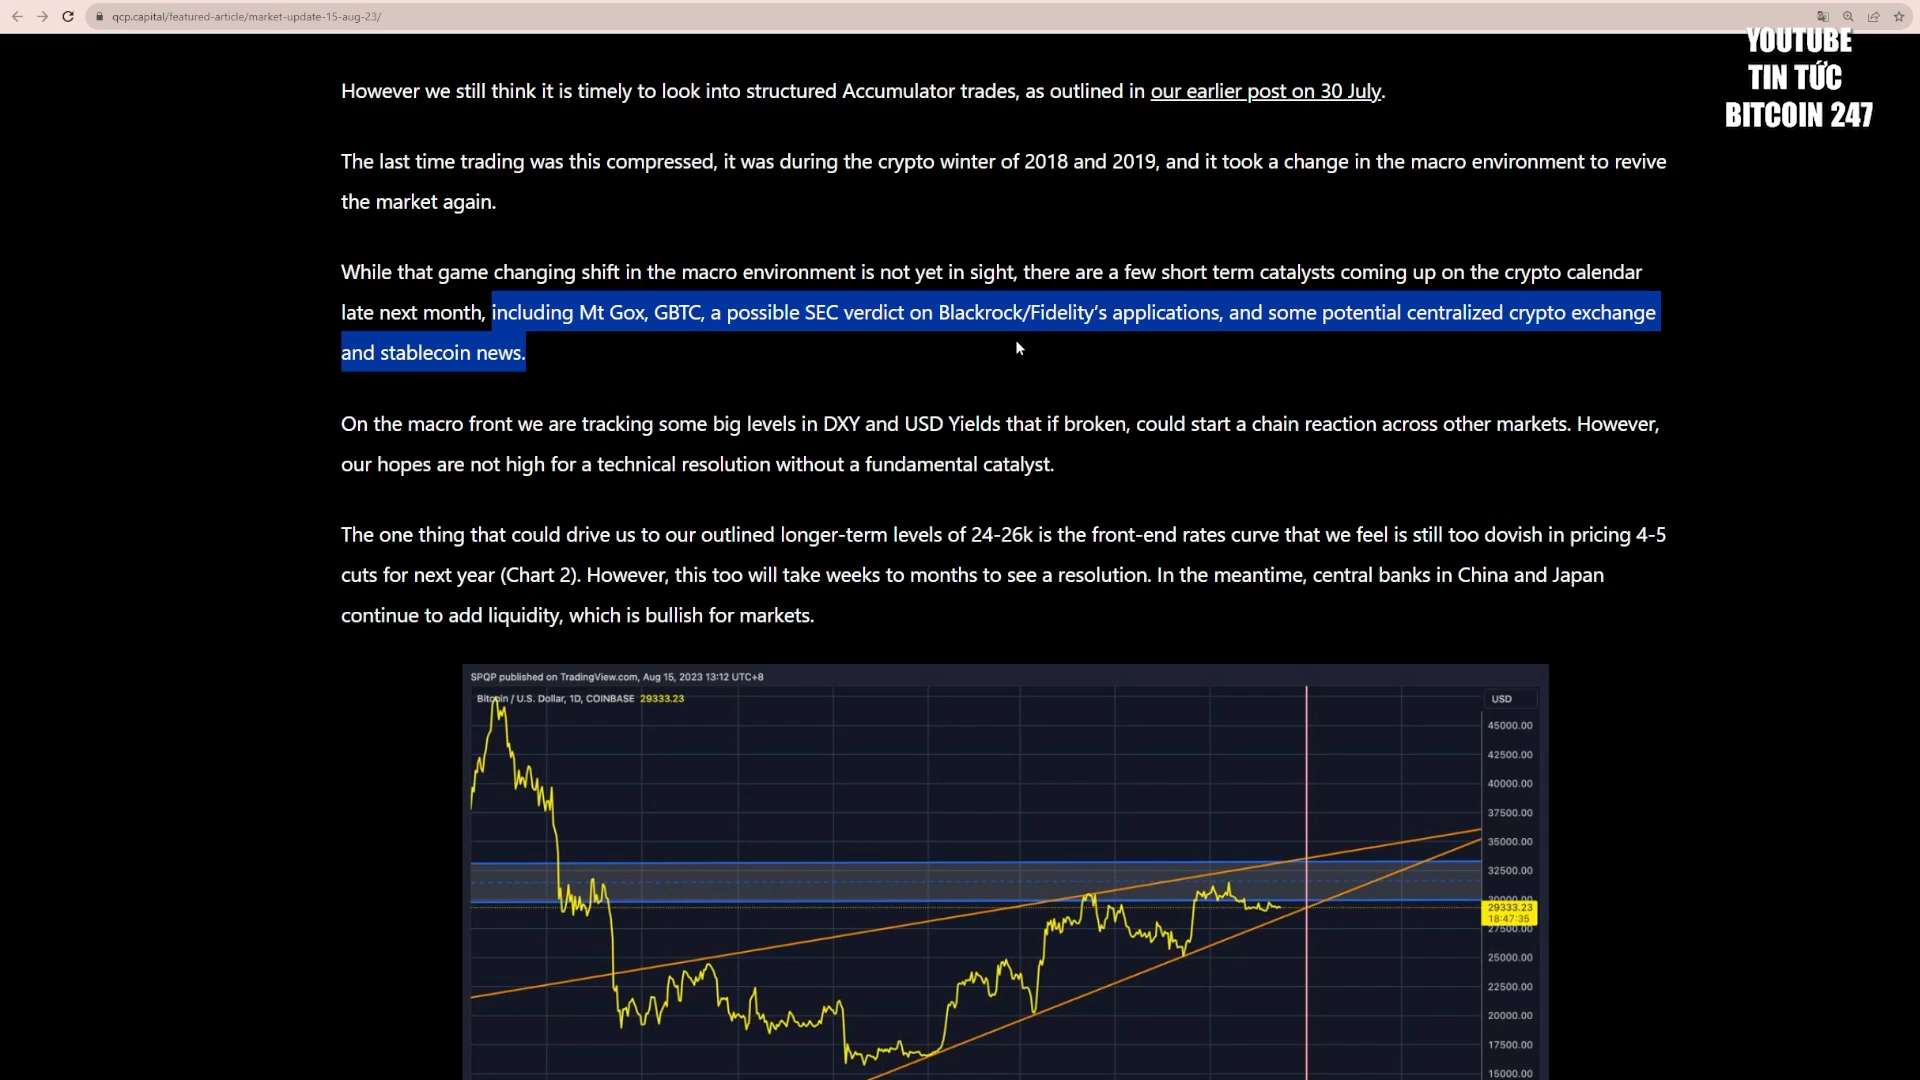 qcp.capital/featured-article/market-update-15-aug-23/
YOUTUBE
TIN TỨC
BITCOIN 247
However we still think it is timely to look into structured Accumulator trades, as outlined in our earlier post on 30 July.
The last time trading was this compressed, it was during the crypto winter of 2018 and 2019, and it took a change in the macro environment to revive
the market again.
While that game changing shift in the macro environment is not yet in sight, there are a few short term catalysts coming up on the crypto calendar
late next month, including Mt Gox, GBTC, a possible SEC verdict on Blackrock/Fidelity’s applications, and some potential centralized crypto exchange
and stablecoin news.
On the macro front we are tracking some big levels in DXY and USD Yields that if broken, could start a chain reaction across other markets. However,
our hopes are not high for a technical resolution without a fundamental catalyst.
The one thing that could drive us to our outlined longer-term levels of 24-26k is the front-end rates curve that we feel is still too dovish in pricing 4-5
cuts for next year (Chart 2). However, this too will take weeks to months to see a resolution. In the meantime, central banks in China and Japan
continue to add liquidity, which is bullish for markets.
SPQP published on TradingView.com, Aug 15, 2023 13:12 UTC+8
Bitcoin / U.S. Dollar, 1D, COINBASE 29333.23
USD
45000.00
42500.00
40000.00
37500.00
35000.00
32500.00
30000.00
29333.23
18:47:35
27500.00
25000.00
22500.00
20000.00
17500.00
15000.00